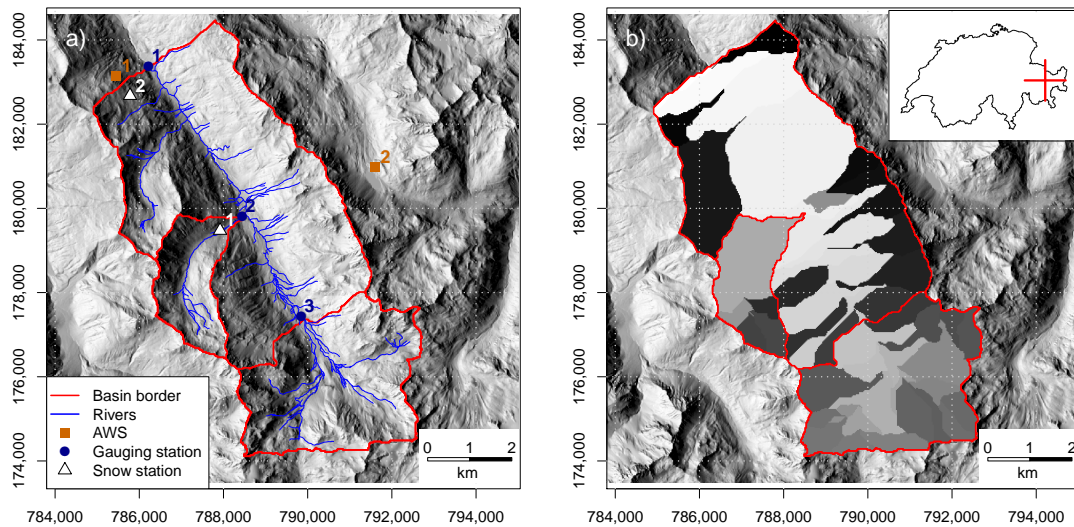 a)
184,000
182,000
180,000
178,000
176,000
174,000
1
1
2
2
1
2
3
Basin border
Rivers
AWS
Gauging station
Snow station
0 1 2
km
784,000 786,000 788,000 790,000 792,000 794,000
b)
184,000
182,000
180,000
178,000
176,000
174,000
0 1 2
km
784,000 786,000 788,000 790,000 792,000 794,000